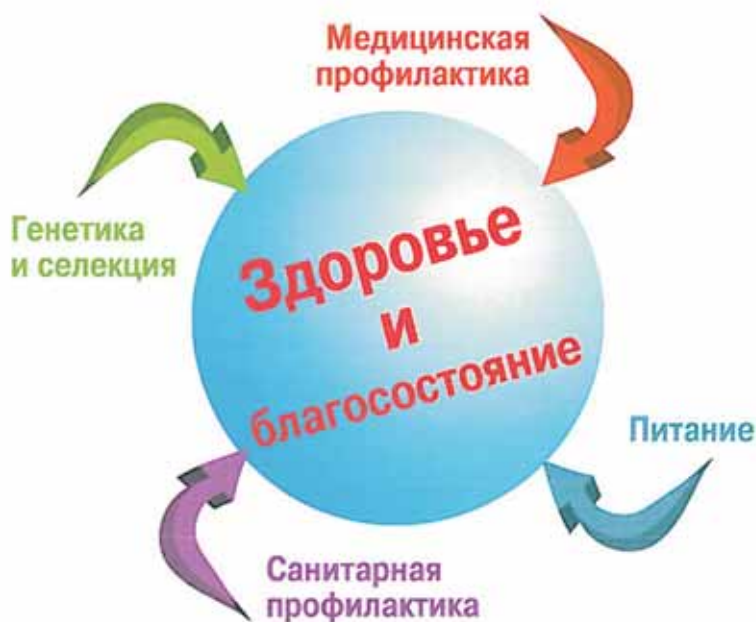 Медицинская
профилактика
Генетика
и селекция
Здоровье
и
благосостояние
Питание
Санитарная
профилактика